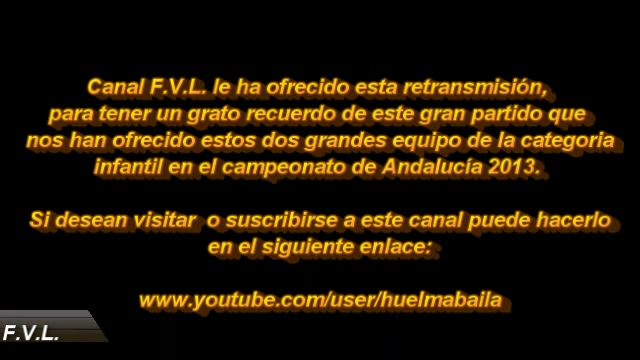 Canal F.V.L. le ha ofrecido esta retransmisión,
para tener un grato recuerdo de este gran partido que
nos han ofrecido estos dos grandes equipo de la categoria
infantil en el campeonato de Andalucía 2013.
Si desean visitar o suscribirse a este canal puede hacerlo
en el siguiente enlace:
www.youtube.com/user/huelmabaila
F.V.L.